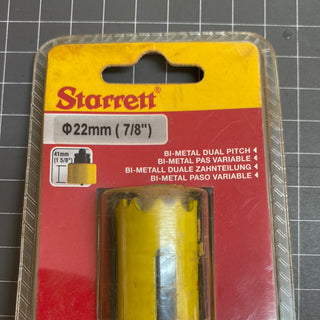 Starrett
Φ22mm ( 7/8")
41mm
(1 5/8")
BI-METAL DUAL PITCH
BI-METAL PAS VARIABLE
BI-METALL DUALE ZAHNTEILUNG
BI-METAL PASO VARIABLE